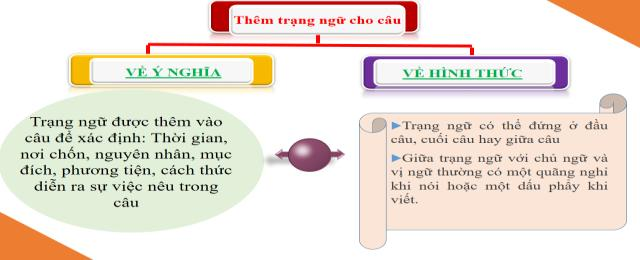 Thêm trạng ngữ cho câu
VỀ Ý NGHĨA
VỀ HÌNH THỨC
Trạng ngữ được thêm vào
câu để xác định: Thời gian,
nơi chốn, nguyên nhân, mục
đích, phương tiện, cách thức
diễn ra sự việc nêu trong
câu
►Trạng ngữ có thể đứng ở đầu
câu, cuối câu hay giữa câu
►Giữa trạng ngữ với chủ ngữ và
vị ngữ thường có một quãng nghỉ
khi nói hoặc một dấu phẩy khi
viết.